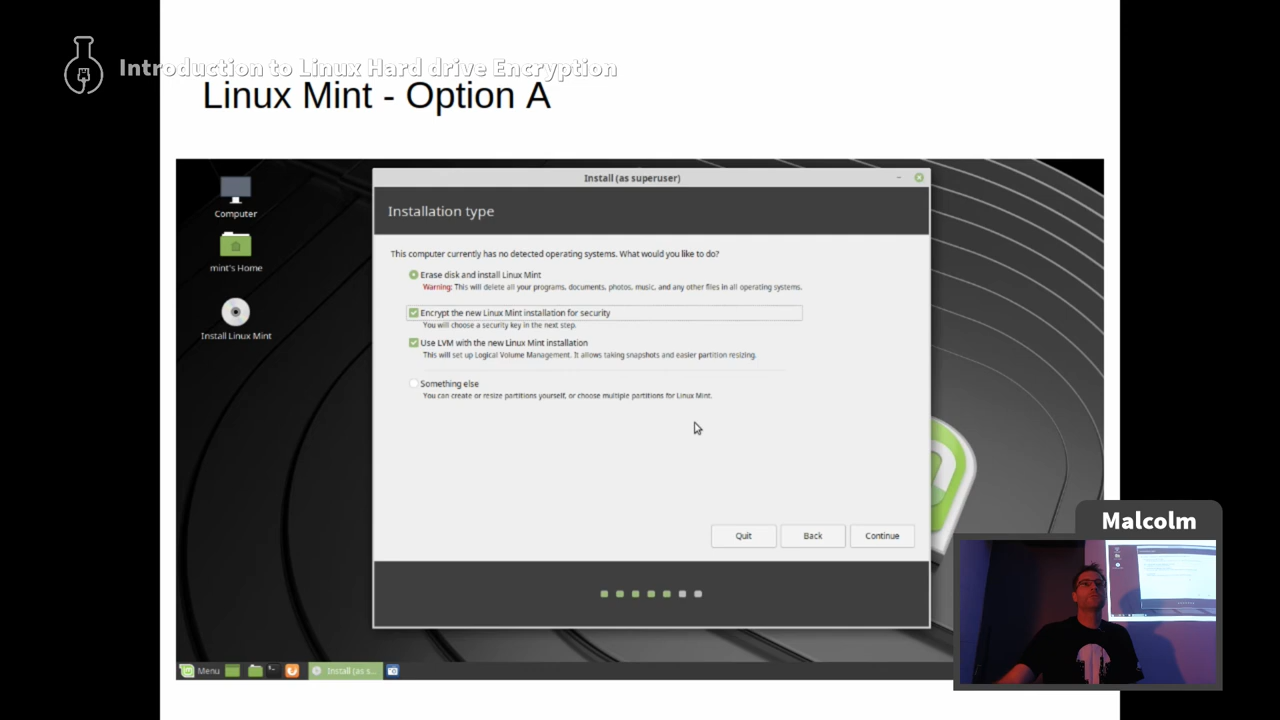 Introduction to Linux Hard drive Encryption
Linux Mint - Option A
Computer
mint's Home
Install Linux Mint
Install (as superuser)
Installation type
This computer currently has no detected operating systems. What would you like to do?
Erase disk and install Linux Mint
Warning: This will delete all your programs, documents, photos, music, and any other files in all operating systems.
Encrypt the new Linux Mint installation for security
You will choose a security key in the next step.
Use LVM with the new Linux Mint installation
This will set up Logical Volume Management. It allows taking snapshots and easier partition resizing.
Something else
You can create or resize partitions yourself, or choose multiple partitions for Linux Mint.
Quit
Back
Continue
Menu
Install (as s...
Malcolm